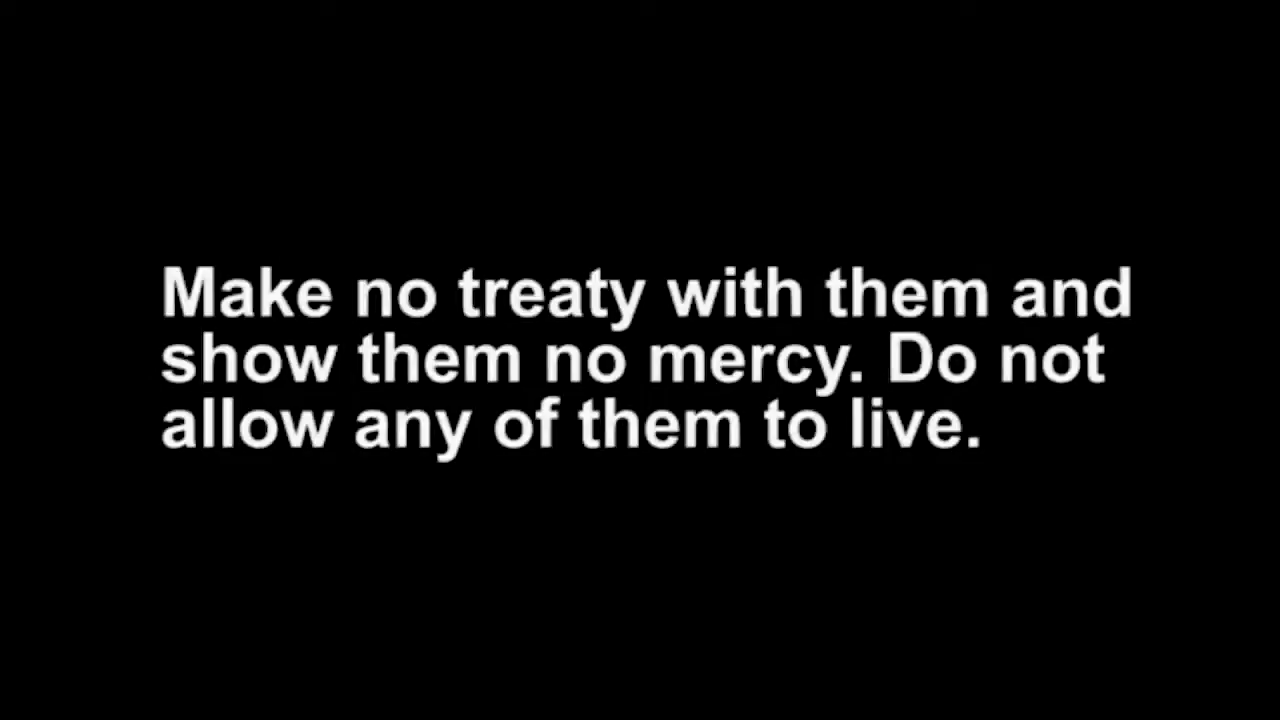 Make no treaty with them and
show them no mercy. Do not
allow any of them to live.